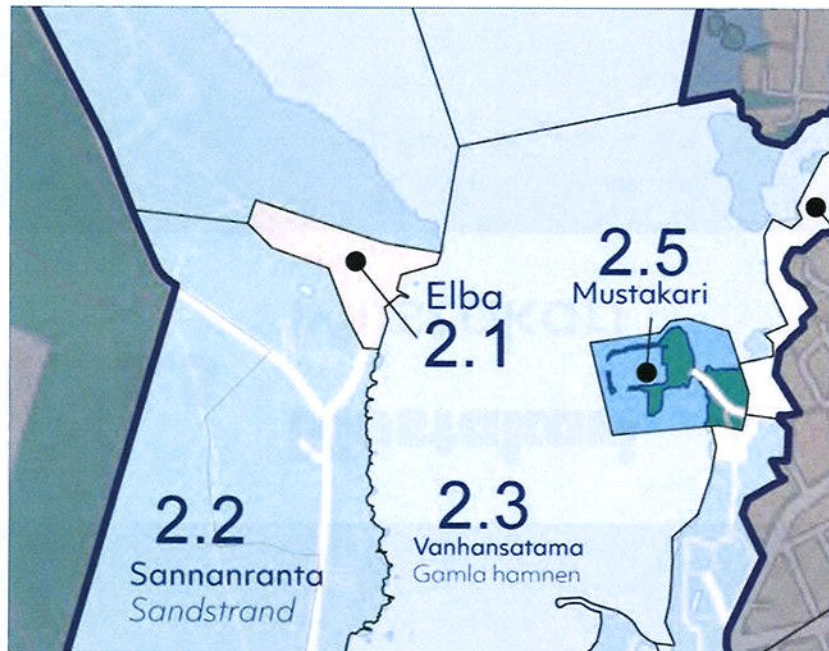 2.5
Mustakari
Elba
2.1
2.2
Sannanranta
Sandstrand
2.3
Vanhansatama
Gamla hamnen